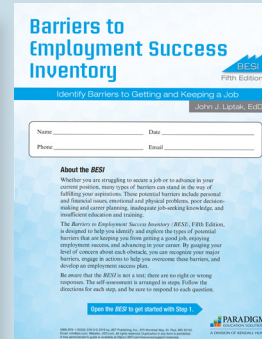 Barriers to
Employment Success
Inventory
BESI
Fifth Edition
Identify Barriers to Getting and Keeping a Job
John J. Liptak, EdD
Name Date
Phone Email
About the BESI
Whether you are struggling to secure a job or to advance in your
current position, many types of barriers can stand in the way of
fulfilling your aspirations. These potential barriers include personal
and financial issues, emotional and physical problems, poor decision-
making and career planning, inadequate job-seeking knowledge, and
insufficient education and training.
The Barriers to Employment Success Inventory (BESI), Fifth Edition,
is designed to help you identify and explore the types of potential
barriers that are keeping you from getting a good job, enjoying
employment success, and advancing in your career. By gauging your
level of concern about each obstacle, you can recognize your major
barriers, engage in actions to help you overcome these barriers, and
develop an employment success plan.
Be aware that the BESI is not a test; there are no right or wrong
responses. The self-assessment is arranged in steps. Follow the
directions for each step, and be sure to respond to each question.
Open the BESI to get started with Step 1.
PARADIGM
EDUCATION SOLUTIONS